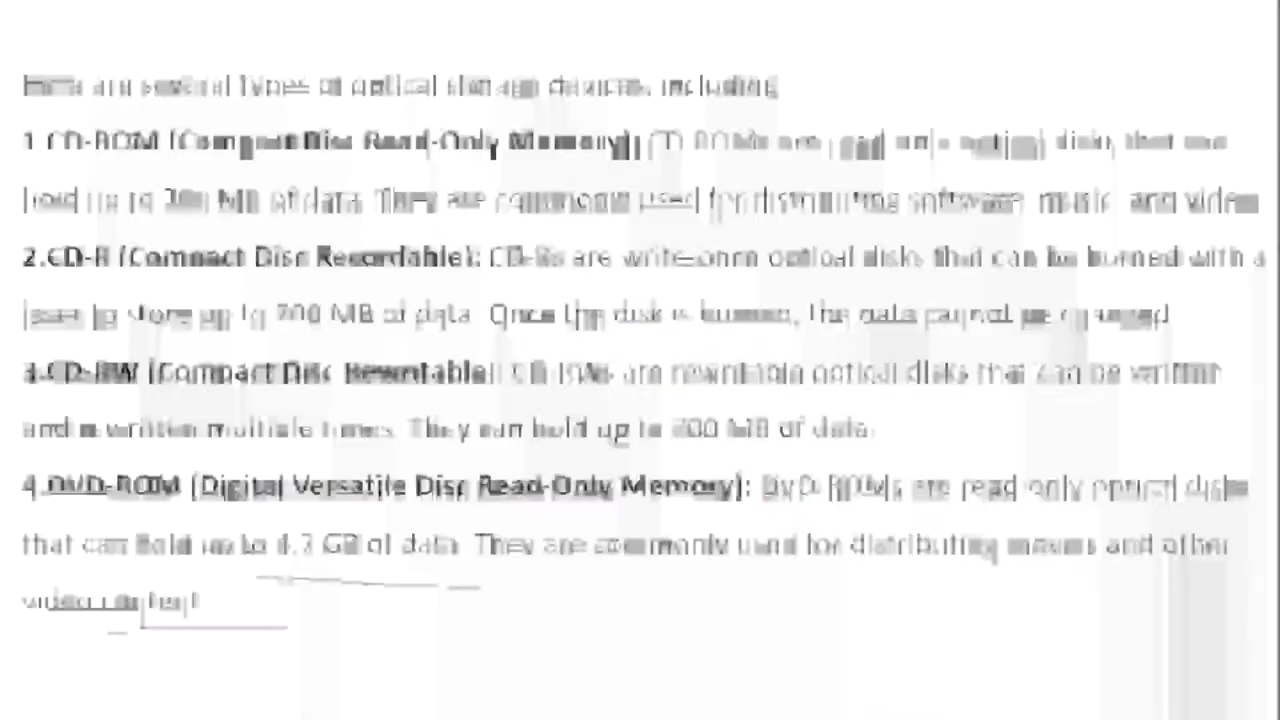 Here are several types of optical storage devices, including
1.CD-ROM (Compact Disc Read-Only Memory): CD-ROMs are read only optical disks that can
hold up to 700 MB of data. They are commonly used for distributing software, music, and video
2.CD-R (Compact Disc Recordable): CD-Rs are write-once optical disks that can be burned with a
laser to store up to 700 MB of data. Once the disk is burned, the data cannot be changed
3.CD-RW (Compact Disc Rewritable): CD-RWs are rewritable optical disks that can be written
and rewritten multiple times. They can hold up to 700 MB of data.
4.DVD-ROM (Digital Versatile Disc Read-Only Memory): DVD-ROMs are read only optical disks
that can hold up to GB of data. They are commonly used for distributing movies and other
video content